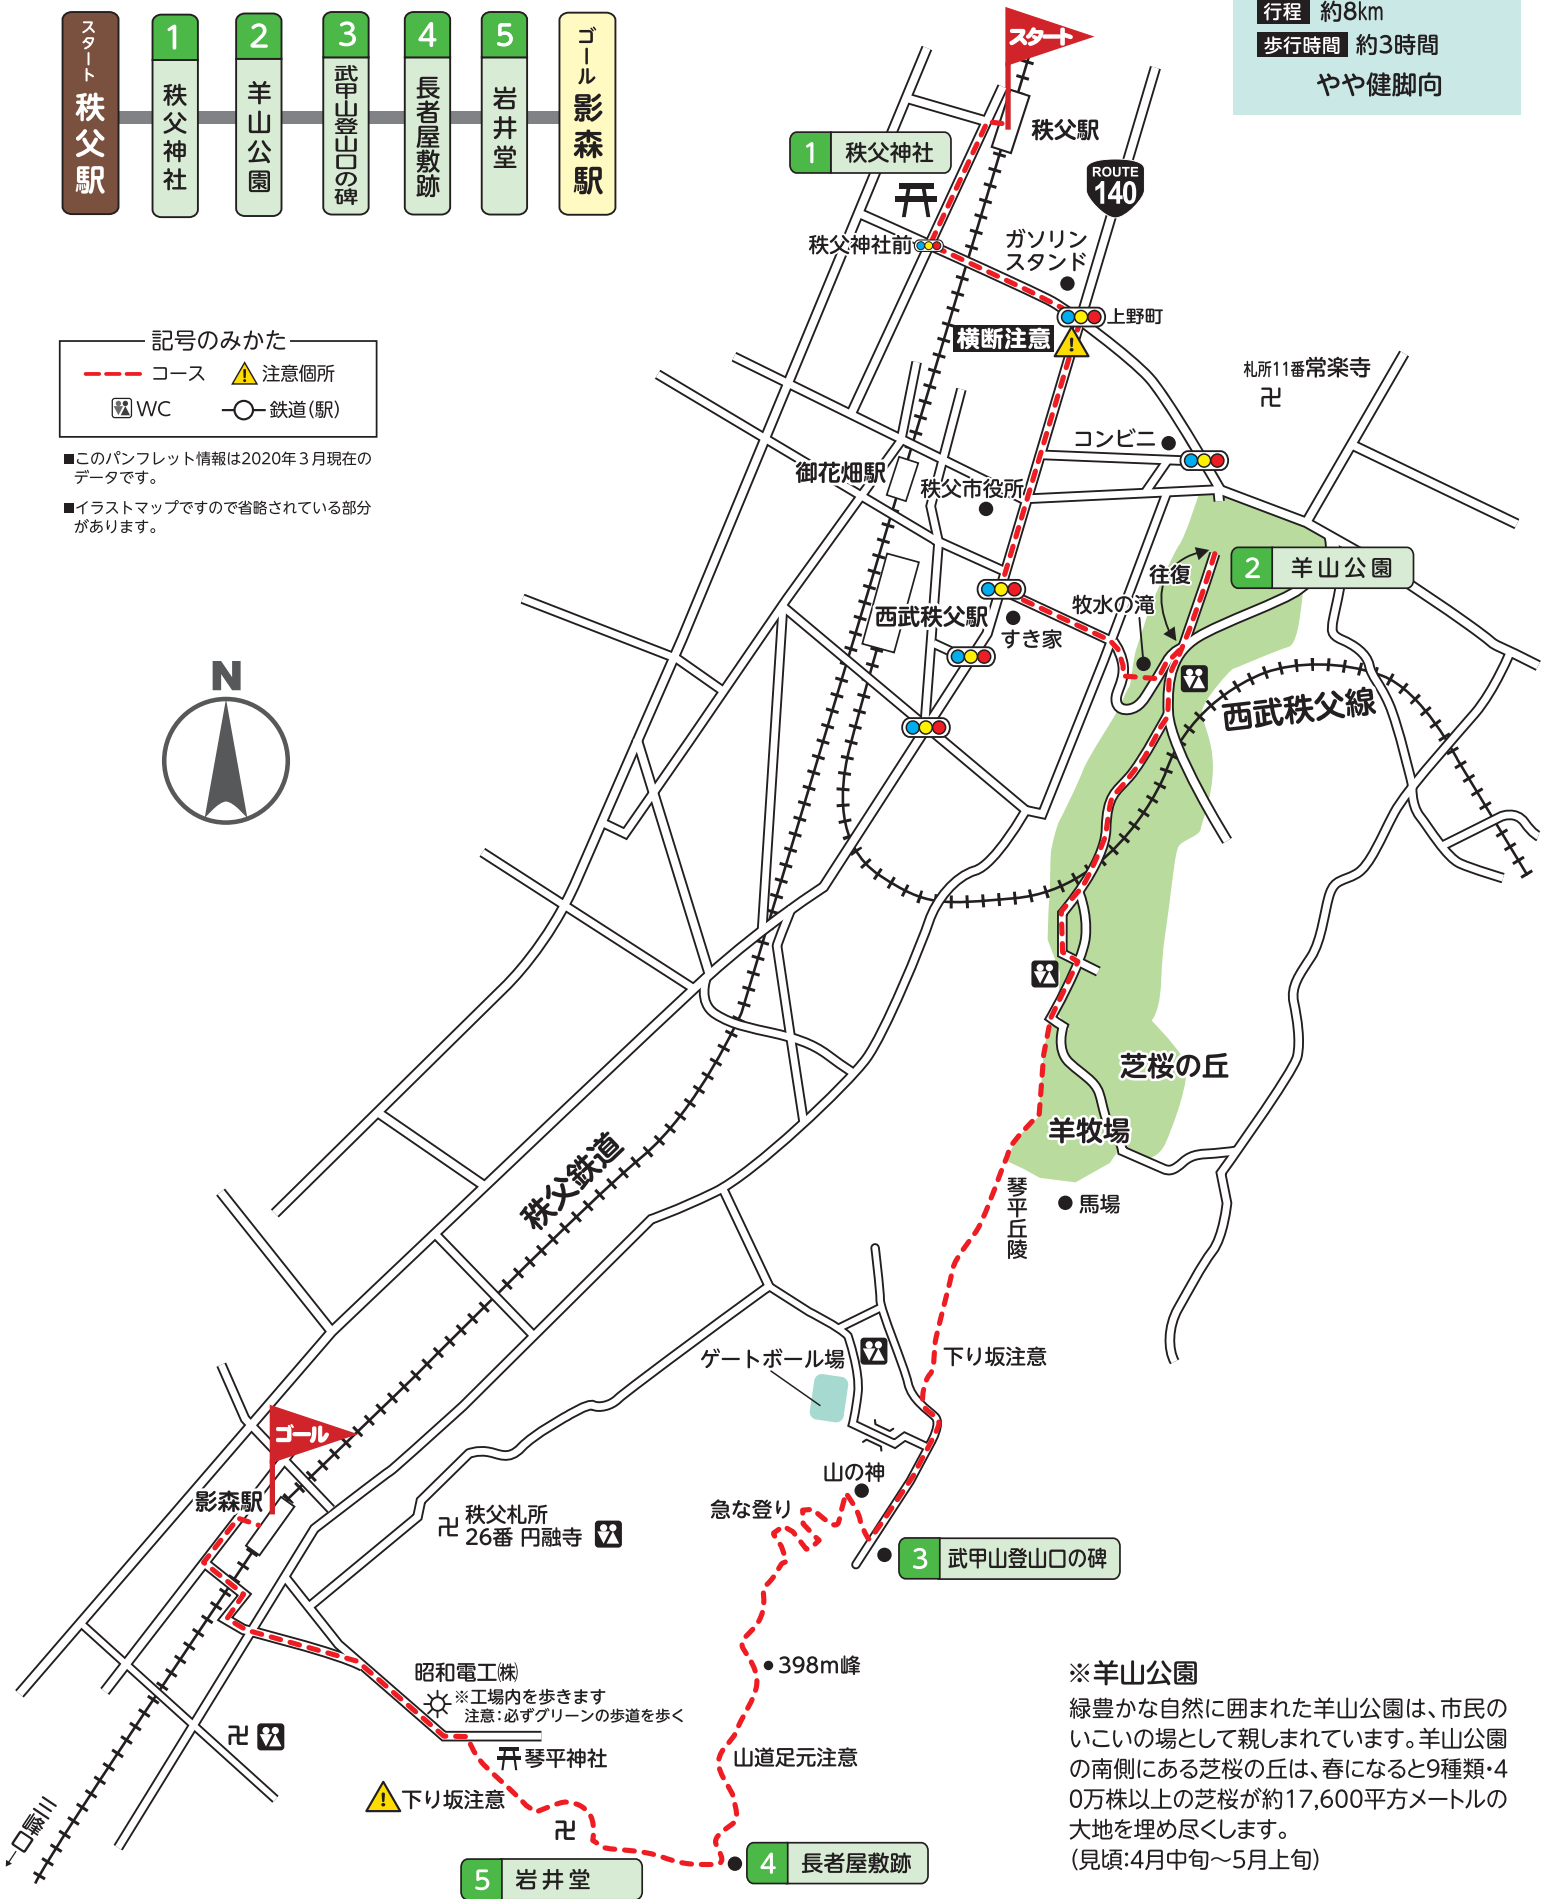 スタート 秩父駅
1 秩父神社
2 羊山公園
3 武甲山登山口の碑
4 長者屋敷跡
5 岩井堂
ゴール 影森駅
行程 約8km
歩行時間 約3時間
やや健脚向
スタート
秩父駅
1 秩父神社
ROUTE
140
秩父神社前
ガソリン
スタンド
上野町
横断注意
記号のみかた
コース
注意個所
WC
鉄道(駅)
■このパンフレット情報は2020年3月現在の
データです。
■イラストマップですので省略されている部分
があります。
札所11番常楽寺
卍
コンビニ
御花畑駅
秩父市役所
2 羊山公園
往復
牧水の滝
西武秩父駅
すき家
N
西武秩父線
芝桜の丘
羊牧場
秩父鉄道
琴平丘陵
馬場
下り坂注意
ゲートボール場
ゴール
山の神
影森駅
急な登り
卍 秩父札所
26番 円融寺
3 武甲山登山口の碑
398m峰
昭和電工㈱
※工場内を歩きます
注意:必ずグリーンの歩道を歩く
卍
琴平神社
山道足元注意
下り坂注意
卍
三峰口
4 長者屋敷跡
5 岩井堂
※羊山公園
緑豊かな自然に囲まれた羊山公園は、市民の
いこいの場として親しまれています。羊山公園
の南側にある芝桜の丘は、春になると9種類・4
0万株以上の芝桜が約17,600平方メートルの
大地を埋め尽くします。
(見頃:4月中旬～5月上旬)